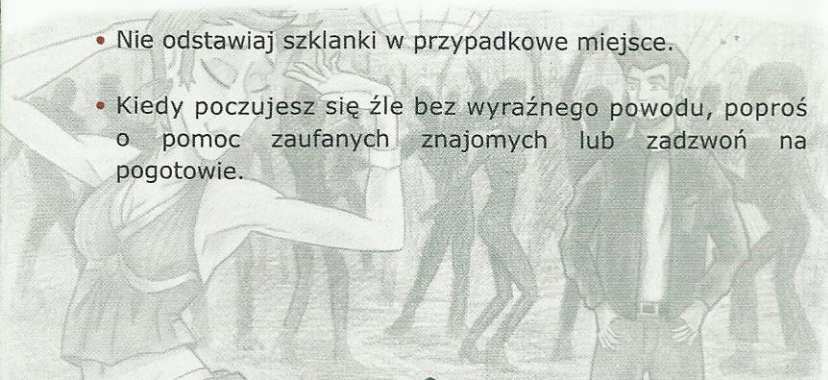 • Nie odstawiaj szklanki w przypadkowe miejsce.
• Kiedy poczujesz się źle bez wyraźnego powodu, poproś
o pomoc zaufanych znajomych lub zadzwoń na
pogotowie.